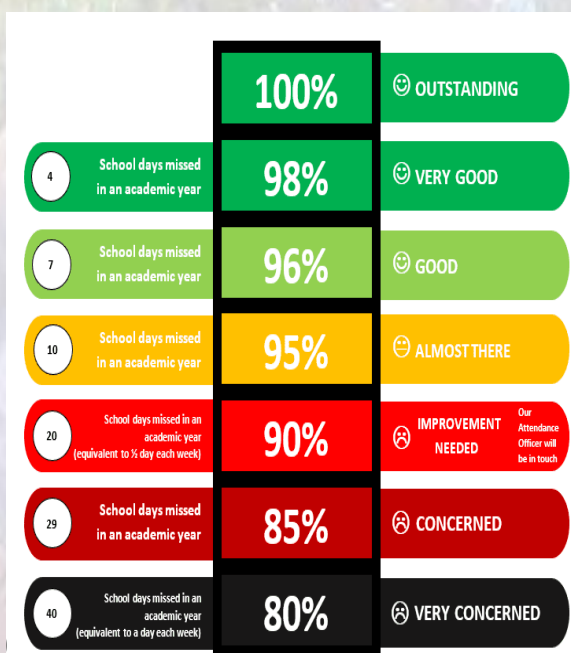 100%
OUTSTANDING
4
School days missed
in an academic year
98%
VERY GOOD
7
School days missed
in an academic year
96%
GOOD
10
School days missed
in an academic year
95%
ALMOST THERE
20
School days missed in an
academic year
(equivalent to ½ day each week)
90%
IMPROVEMENT
NEEDED
Our
Attendance
Officer will
be in touch
29
School days missed
in an academic year
85%
CONCERNED
40
School days missed in an
academic year
(equivalent to a day each week)
80%
VERY CONCERNED